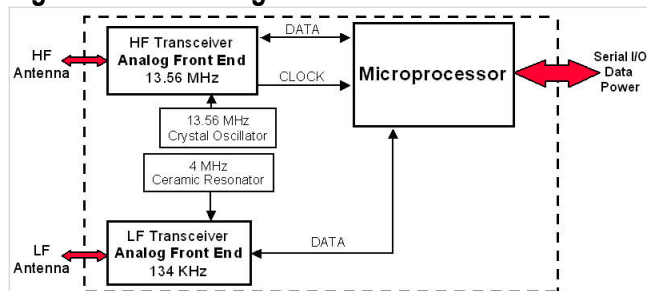 HF Transceiver
Analog Front End
13.56 MHz
HF
Antenna
DATA
CLOCK
Microprocessor
Serial I/O
Data
Power
13.56 MHz
Crystal Oscillator
4 MHz
Ceramic Resonator
LF Transceiver
Analog Front End
134 KHz
LF
Antenna
DATA